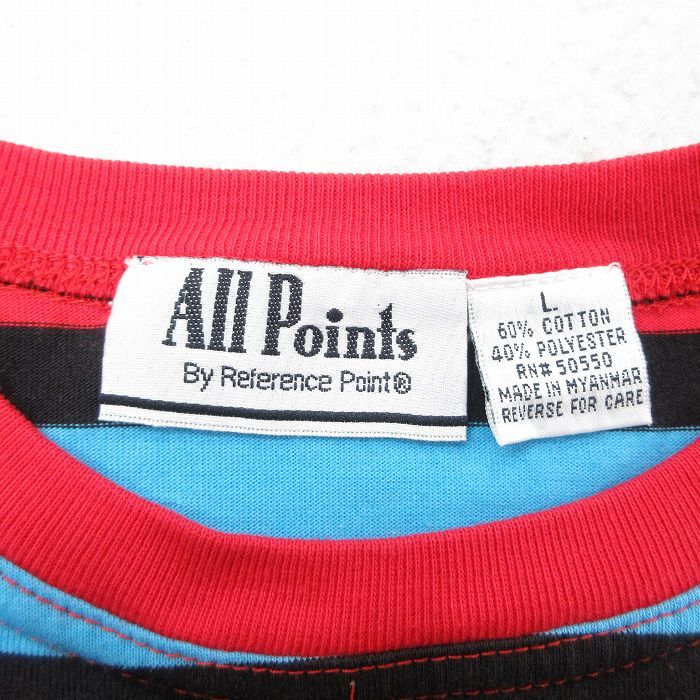 All Points
By Reference Point®
L
60% COTTON
40% POLYESTER
RN# 50550
MADE IN MYANMAR
REVERSE FOR CARE